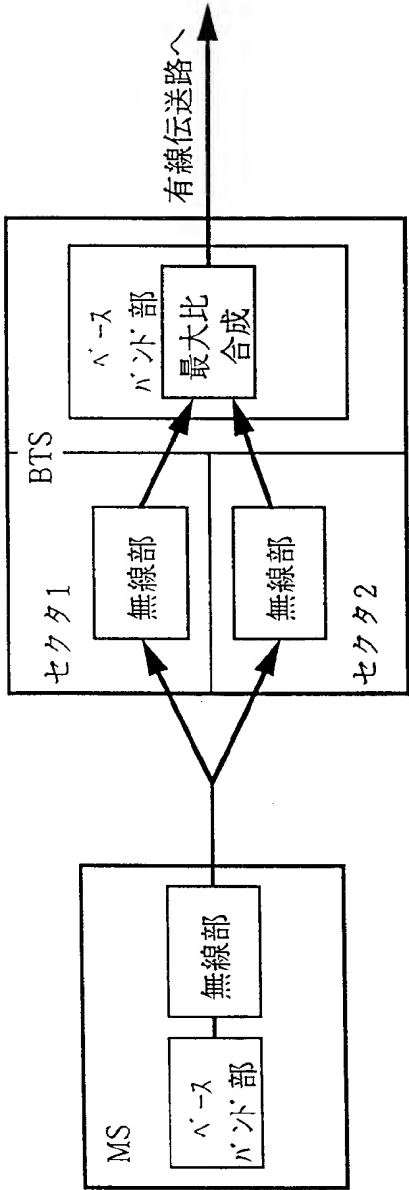 MS
ベース
バンド部
無線部
セクタ1
無線部
BTS
セクタ2
無線部
ベース
バンド部
最大比
合成
有線伝送路へ